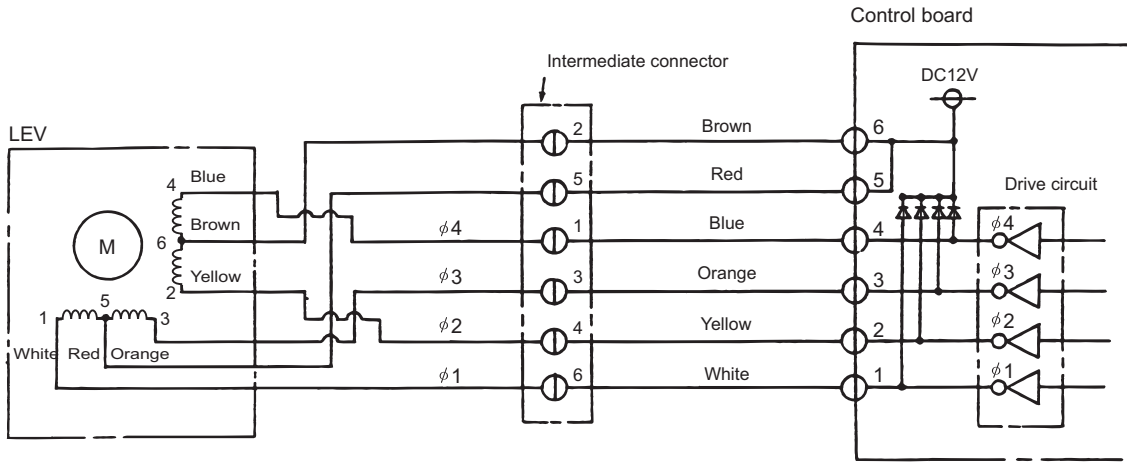 Control board
Intermediate connector
DC12V
LEV
2 Brown 6
5 Red 5
Drive circuit
4 Blue
Brown
6
Yellow
2
ϕ4 1 Blue 4 ϕ4
ϕ3 3 Orange 3 ϕ3
ϕ2 4 Yellow 2 ϕ2
ϕ1 6 White 1 ϕ1
M
5
1 3
White Red Orange